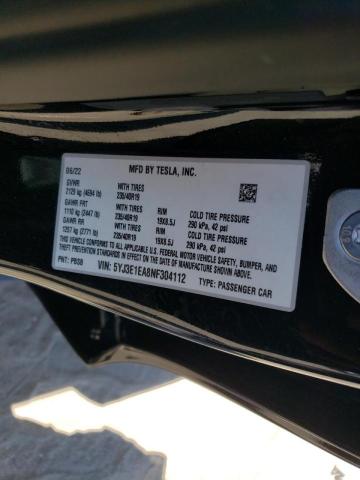 06/22 MFD BY TESLA, INC.
GVWR WITH TIRES
2129 kg (4694 lb) 235/40R19
GAWR FRT WITH TIRES RIM COLD TIRE PRESSURE
1110 kg (2447 lb) 235/40R19 19X8.5J 290 kPa, 42 psi
GAWR RR WITH TIRES RIM COLD TIRE PRESSURE
1257 kg (2771 lb) 235/40R19 19X8.5J 290 kPa, 42 psi
THIS VEHICLE CONFORMS TO ALL APPLICABLE U.S. FEDERAL MOTOR VEHICLE SAFETY, BUMPER, AND
THEFT PREVENTION STANDARDS IN EFFECT ON THE DATE OF MANUFACTURE SHOWN ABOVE.
PNT: PBSB VIN: 5YJ3E1EA8NF304112 TYPE: PASSENGER CAR